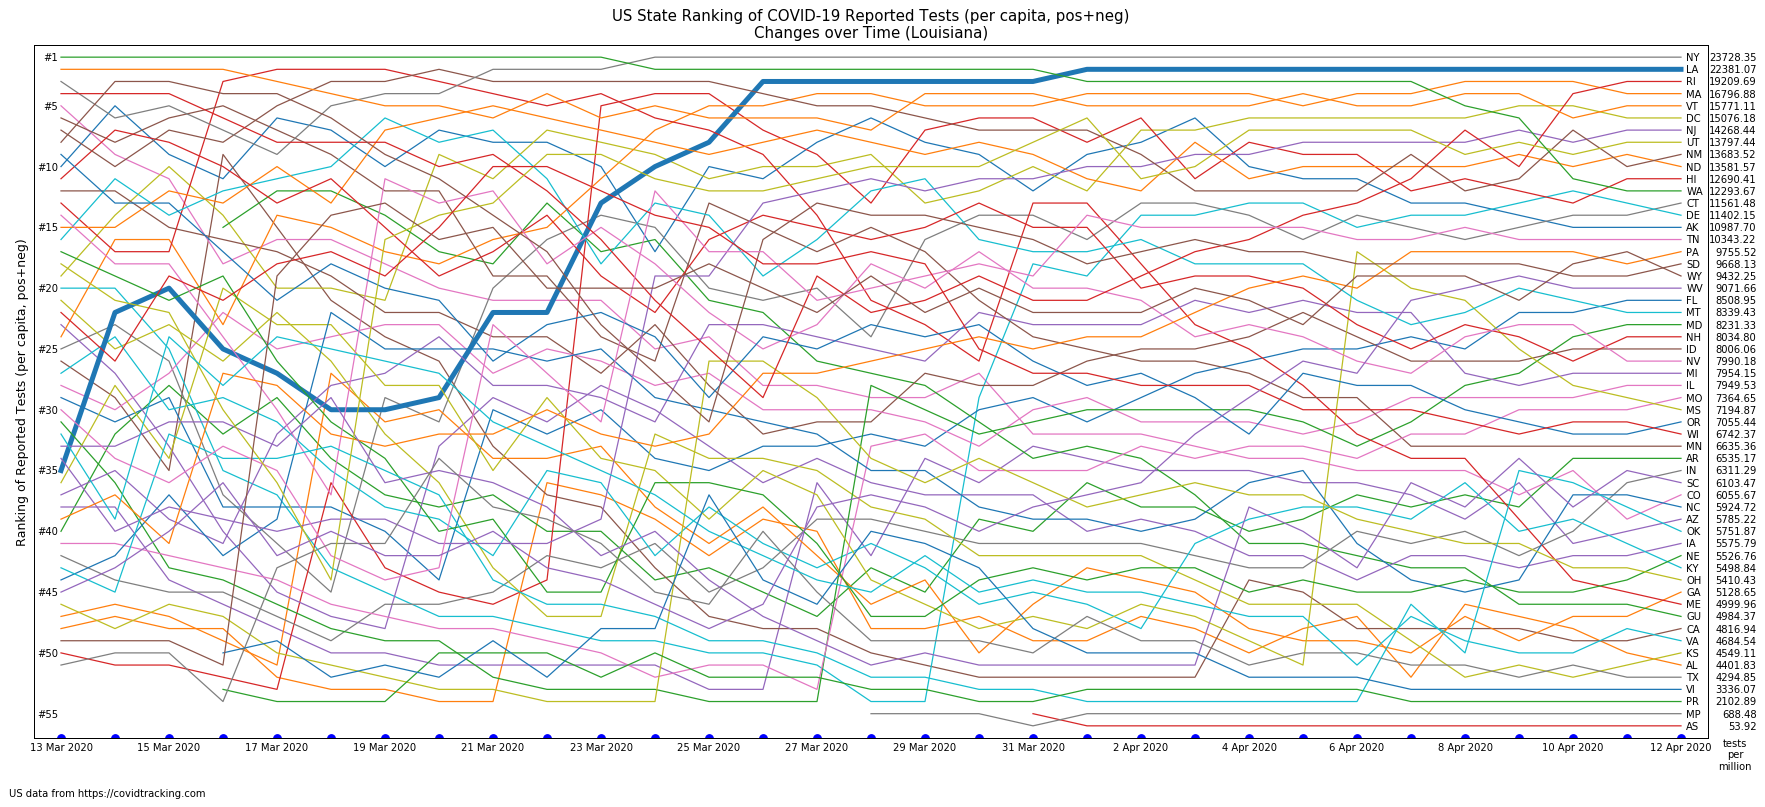 US State Ranking of COVID-19 Reported Tests (per capita, pos+neg)
Changes over Time (Louisiana)
Ranking of Reported Tests (per capita, pos+neg)
#1
#5
#10
#15
#20
#25
#30
#35
#40
#45
#50
#55
NY 23728.35
LA 22381.07
RI 19209.69
MA 16796.88
VT 15771.11
DC 15076.18
NJ 14268.44
UT 13797.44
NM 13683.52
ND 13581.57
HI 12690.41
WA 12293.67
CT 11561.48
DE 11402.15
AK 10987.70
TN 10343.22
PA 9755.52
SD 9668.13
WY 9432.25
WV 9071.66
FL 8508.95
MT 8339.43
MD 8231.33
NH 8034.80
ID 8006.06
NV 7990.18
MI 7954.15
IL 7949.53
MO 7364.65
MS 7194.87
OR 7055.44
WI 6742.37
MN 6635.36
AR 6535.17
IN 6311.29
SC 6103.47
CO 6055.67
NC 5924.72
AZ 5785.22
OK 5751.87
IA 5575.79
NE 5526.76
KY 5498.84
OH 5410.43
GA 5128.65
ME 4999.96
GU 4984.37
CA 4816.94
VA 4684.54
KS 4549.11
AL 4401.83
TX 4294.85
VI 3336.07
PR 2102.89
MP 688.48
AS 53.92
13 Mar 2020 15 Mar 2020 17 Mar 2020 19 Mar 2020 21 Mar 2020 23 Mar 2020 25 Mar 2020 27 Mar 2020 29 Mar 2020 31 Mar 2020 2 Apr 2020 4 Apr 2020 6 Apr 2020 8 Apr 2020 10 Apr 2020 12 Apr 2020
tests
per
million
US data from https://covidtracking.com